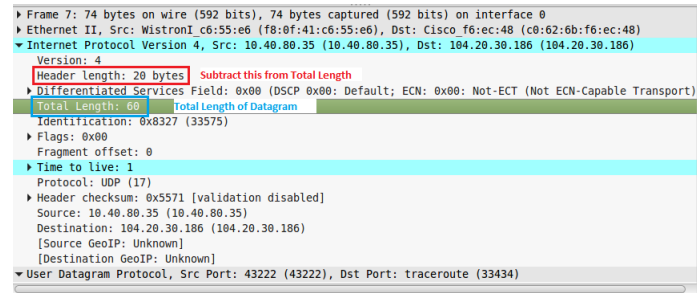 Frame 7: 74 bytes on wire (592 bits), 74 bytes captured (592 bits) on interface 0
Ethernet II, Src: WistronI_c6:55:e6 (f8:0f:41:c6:55:e6), Dst: Cisco_f6:ec:48 (c0:62:6b:f6:ec:48)
Internet Protocol Version 4, Src: 10.40.80.35 (10.40.80.35), Dst: 104.20.30.186 (104.20.30.186)
Version: 4
Header length: 20 bytes Subtract this from Total Length
Differentiated Services Field: 0x00 (DSCP 0x00: Default; ECN: 0x00: Not-ECT (Not ECN-Capable Transport)
Total Length: 60 Total Length of Datagram
Identification: 0x8327 (33575)
Flags: 0x00
Fragment offset: 0
Time to live: 1
Protocol: UDP (17)
Header checksum: 0x5571 [validation disabled]
Source: 10.40.80.35 (10.40.80.35)
Destination: 104.20.30.186 (104.20.30.186)
[Source GeoIP: Unknown]
[Destination GeoIP: Unknown]
User Datagram Protocol, Src Port: 43222 (43222), Dst Port: traceroute (33434)